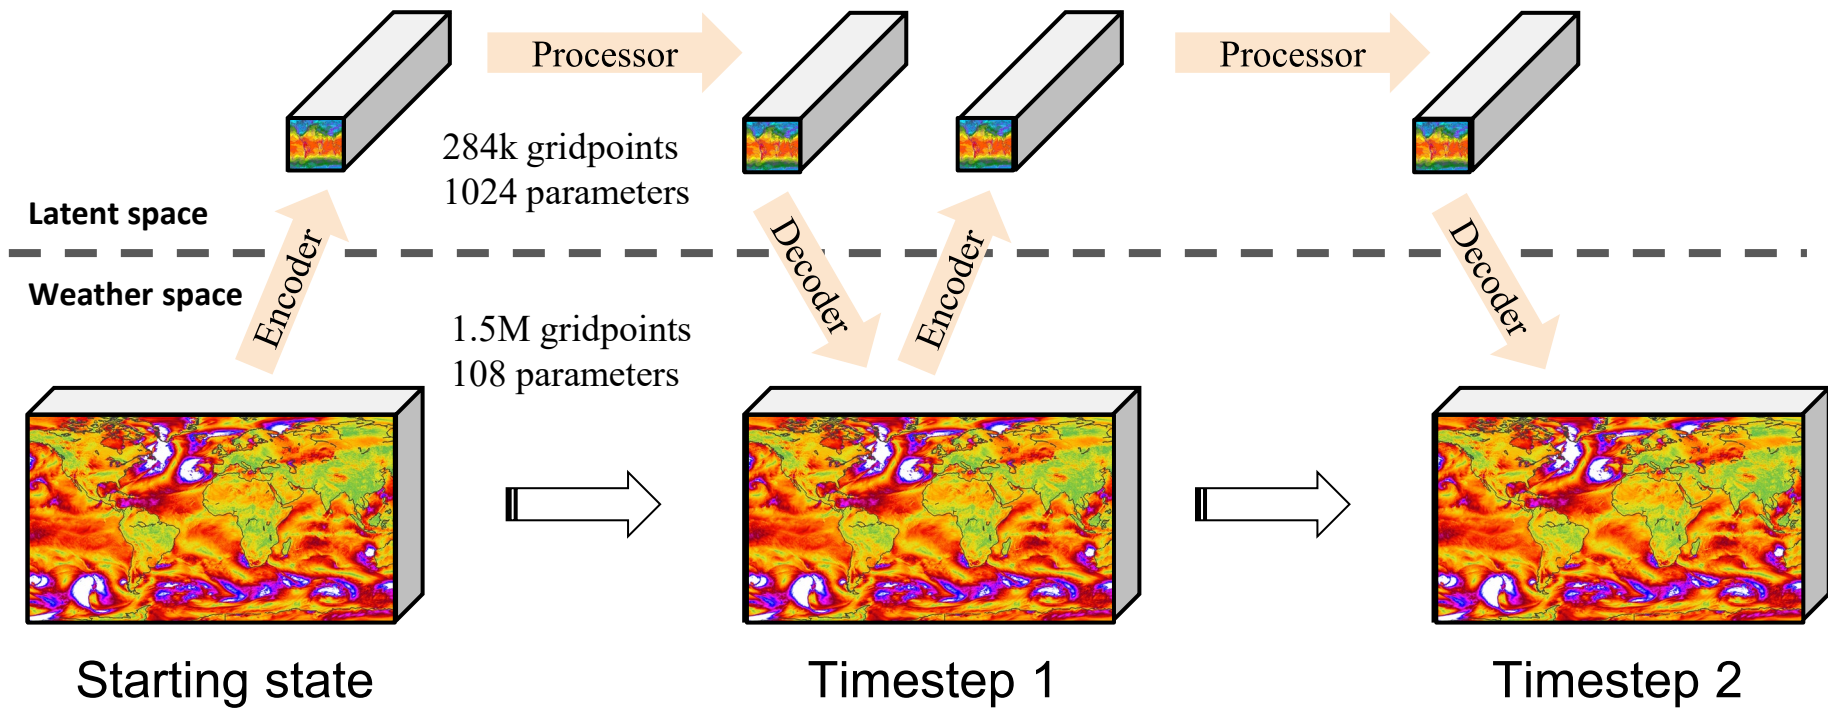 Processor
Processor
284k gridpoints
1024 parameters
Latent space
Encoder
Decoder
Encoder
Decoder
Weather space
1.5M gridpoints
108 parameters
Starting state
Timestep 1
Timestep 2